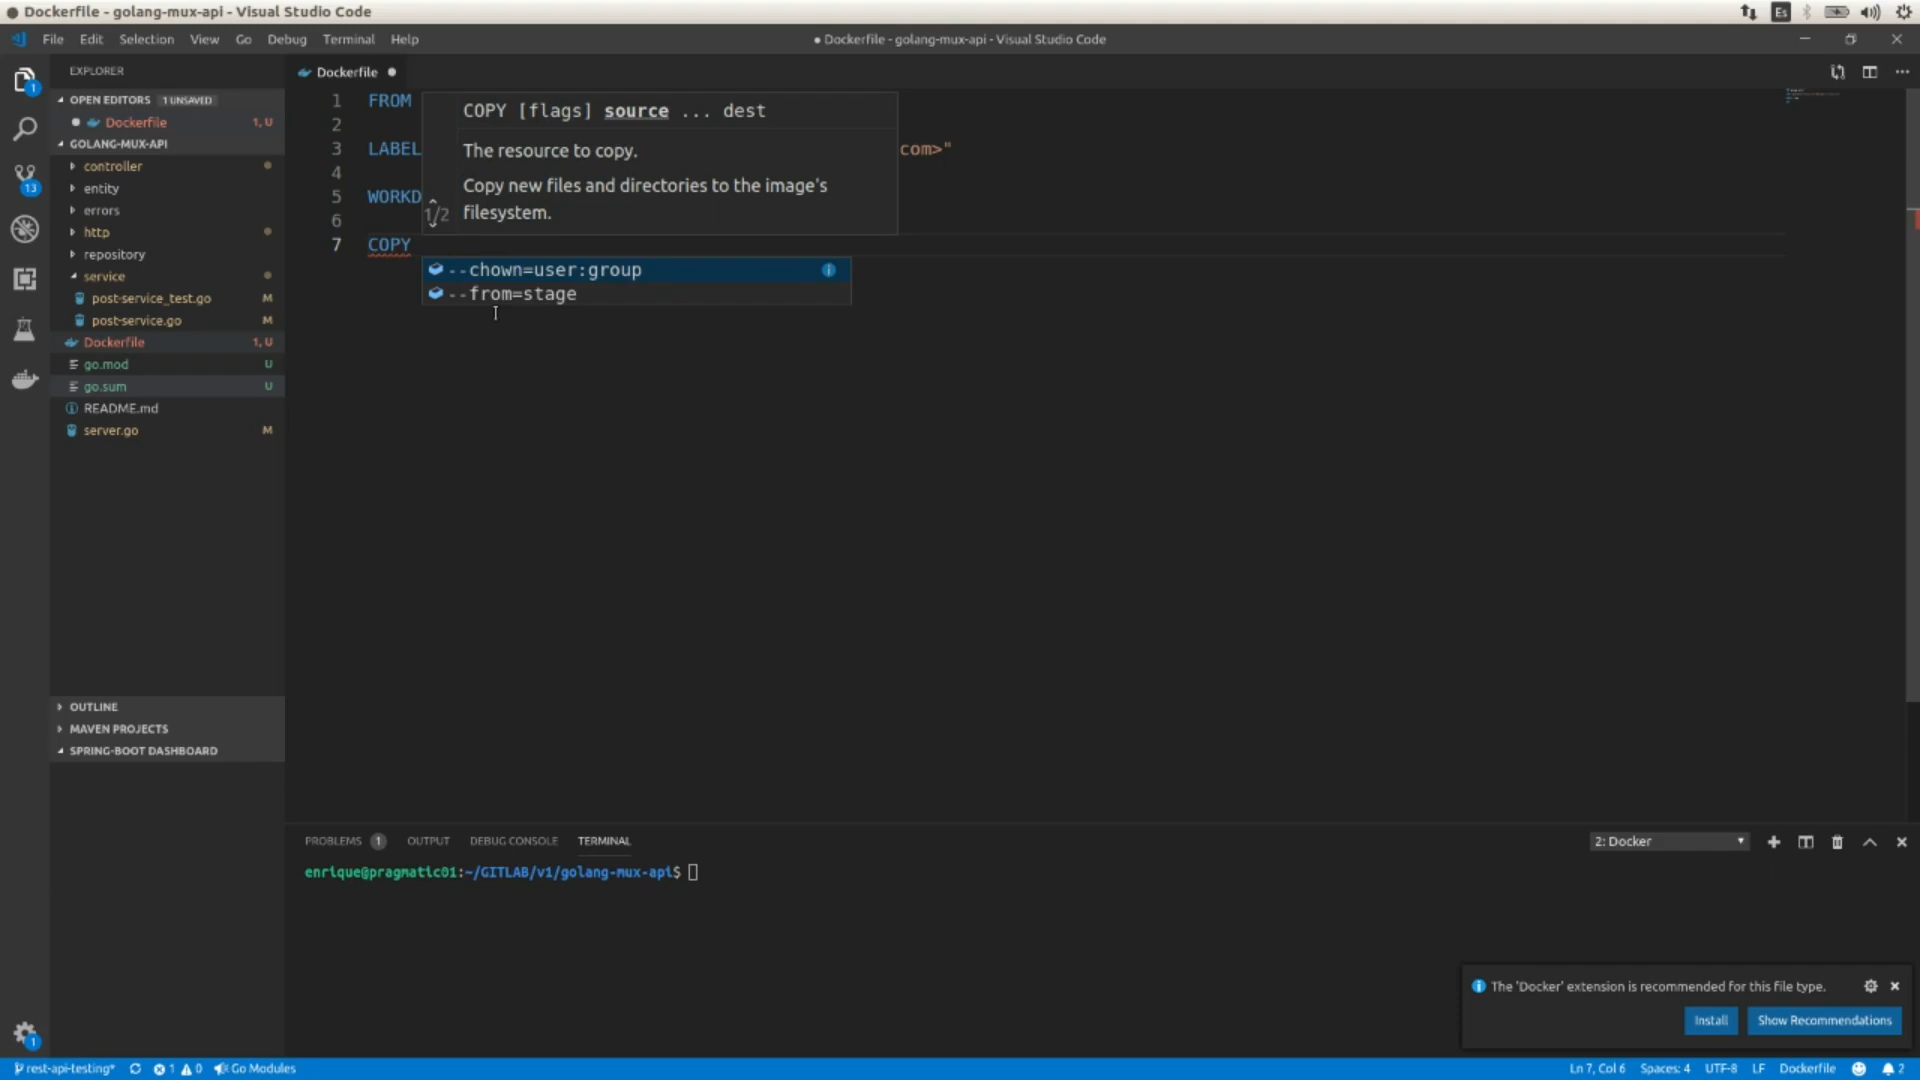 Dockerfile - golang-mux-api - Visual Studio Code
Es
File Edit Selection View Go Debug Terminal Help
● Dockerfile - golang-mux-api - Visual Studio Code
EXPLORER
OPEN EDITORS 1 UNSAVED
Dockerfile 1, U
GOLANG-MUX-API
controller
entity
errors
http
repository
service
post-service_test.go M
post-service.go M
Dockerfile 1, U
go.mod U
go.sum U
README.md
server.go M
OUTLINE
MAVEN PROJECTS
SPRING-BOOT DASHBOARD
1
13
1
Dockerfile ●
1 FROM
2
3 LABEL com>"
4
5 WORKD
6
7 COPY
COPY [flags] source ... dest
The resource to copy.
Copy new files and directories to the image's
filesystem.
1/2
--chown=user:group
--from=stage
PROBLEMS 1 OUTPUT DEBUG CONSOLE TERMINAL
2: Docker
enrique@pragmatic01:~/GITLAB/v1/golang-mux-api$
The 'Docker' extension is recommended for this file type.
Install Show Recommendations
rest-api-testing* 1 0 Go Modules
Ln 7, Col 6 Spaces: 4 UTF-8 LF Dockerfile 2